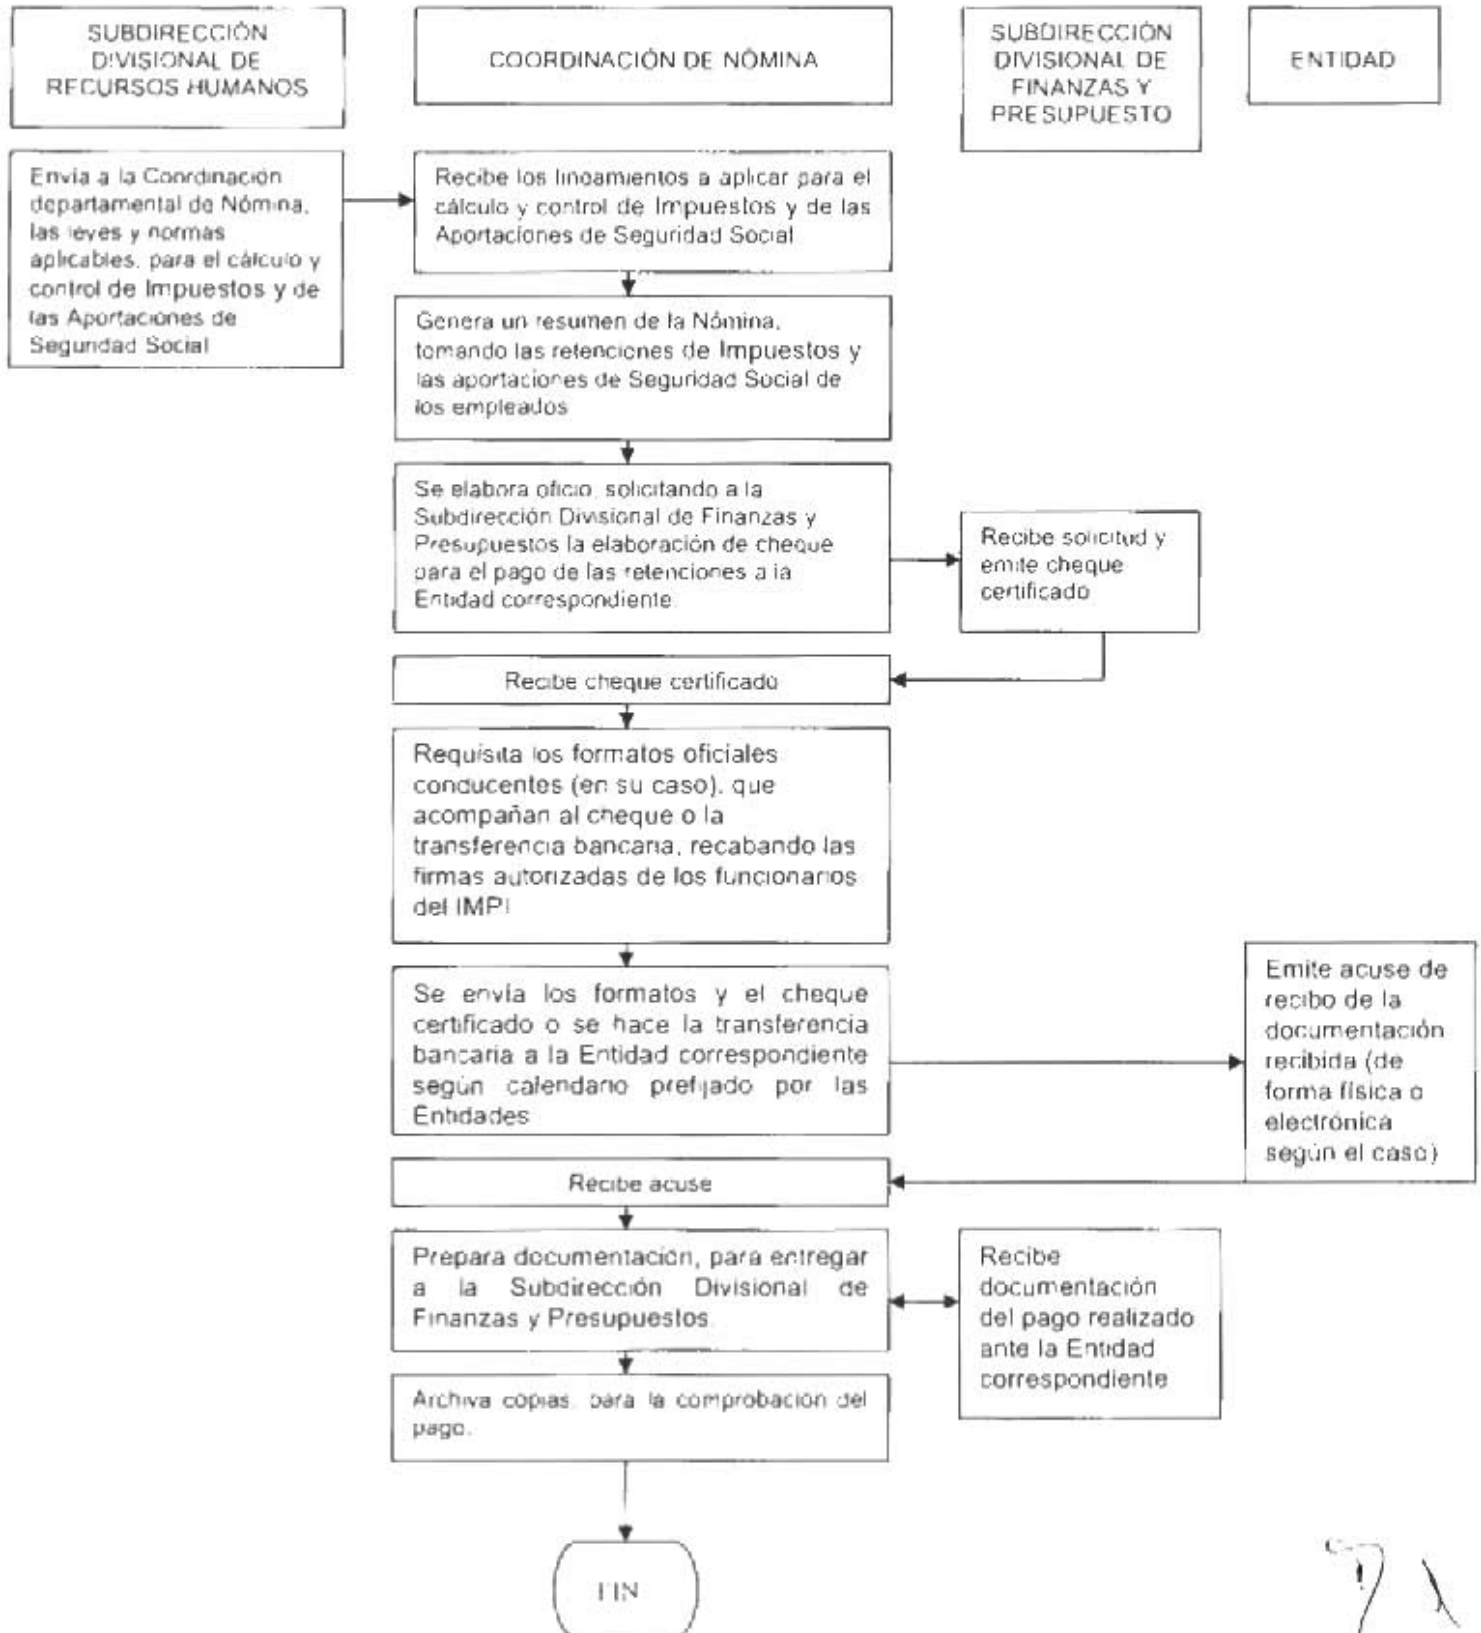 SUBDIRECCIÓN
DIVISIONAL DE
RECURSOS HUMANOS
COORDINACIÓN DE NÓMINA
SUBDIRECCIÓN
DIVISIONAL DE
FINANZAS Y
PRESUPUESTO
ENTIDAD
Envía a la Coordinación
departamental de Nómina,
las leyes y normas
aplicables, para el cálculo y
control de Impuestos y de
las Aportaciones de
Seguridad Social
Recibe los lineamientos a aplicar para el
cálculo y control de Impuestos y de las
Aportaciones de Seguridad Social
Genera un resumen de la Nómina,
tomando las retenciones de Impuestos y
las aportaciones de Seguridad Social de
los empleados
Se elabora oficio, solicitando a la
Subdirección Divisional de Finanzas y
Presupuestos la elaboración de cheque
para el pago de las retenciones a la
Entidad correspondiente.
Recibe solicitud y
emite cheque
certificado
Recibe cheque certificado
Requisita los formatos oficiales
conducentes (en su caso), que
acompañan al cheque o la
transferencia bancaria, recabando las
firmas autorizadas de los funcionarios
del IMPI
Se envía los formatos y el cheque
certificado o se hace la transferencia
bancaria a la Entidad correspondiente
según calendario prefijado por las
Entidades
Emite acuse de
recibo de la
documentación
recibida (de
forma física o
electrónica
según el caso)
Recibe acuse
Prepara documentación, para entregar
a la Subdirección Divisional de
Finanzas y Presupuestos.
Recibe
documentación
del pago realizado
ante la Entidad
correspondiente
Archiva copias, para la comprobación del
pago.
FIN